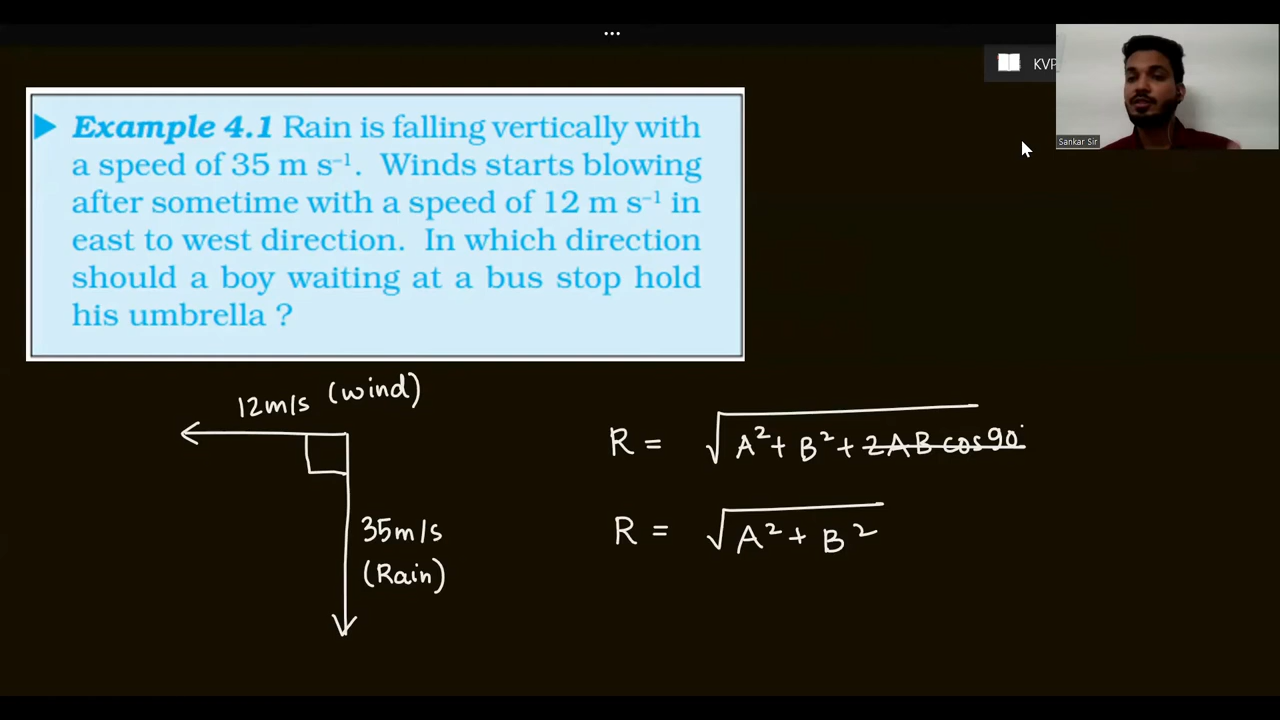 ...
KVP
Sankar Sir
Example 4.1 Rain is falling vertically with
a speed of 35 m s⁻¹. Winds starts blowing
after sometime with a speed of 12 m s⁻¹ in
east to west direction. In which direction
should a boy waiting at a bus stop hold
his umbrella ?
12m/s (wind)
35m/s
(Rain)
R = √A²+ B²+ 2AB cos 90°
R = √A²+ B²